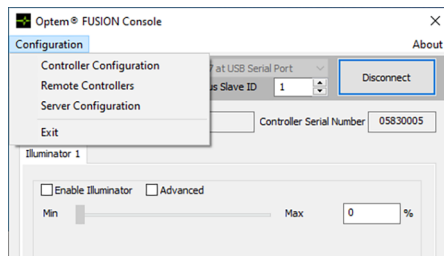 Optem® FUSION Console
Configuration About
Controller Configuration
at USB Serial Port
Remote Controllers
Disconnect
us Slave ID 1
Server Configuration
Controller Serial Number 05830005
Exit
Illuminator 1
Enable Illuminator Advanced
Min Max 0 %